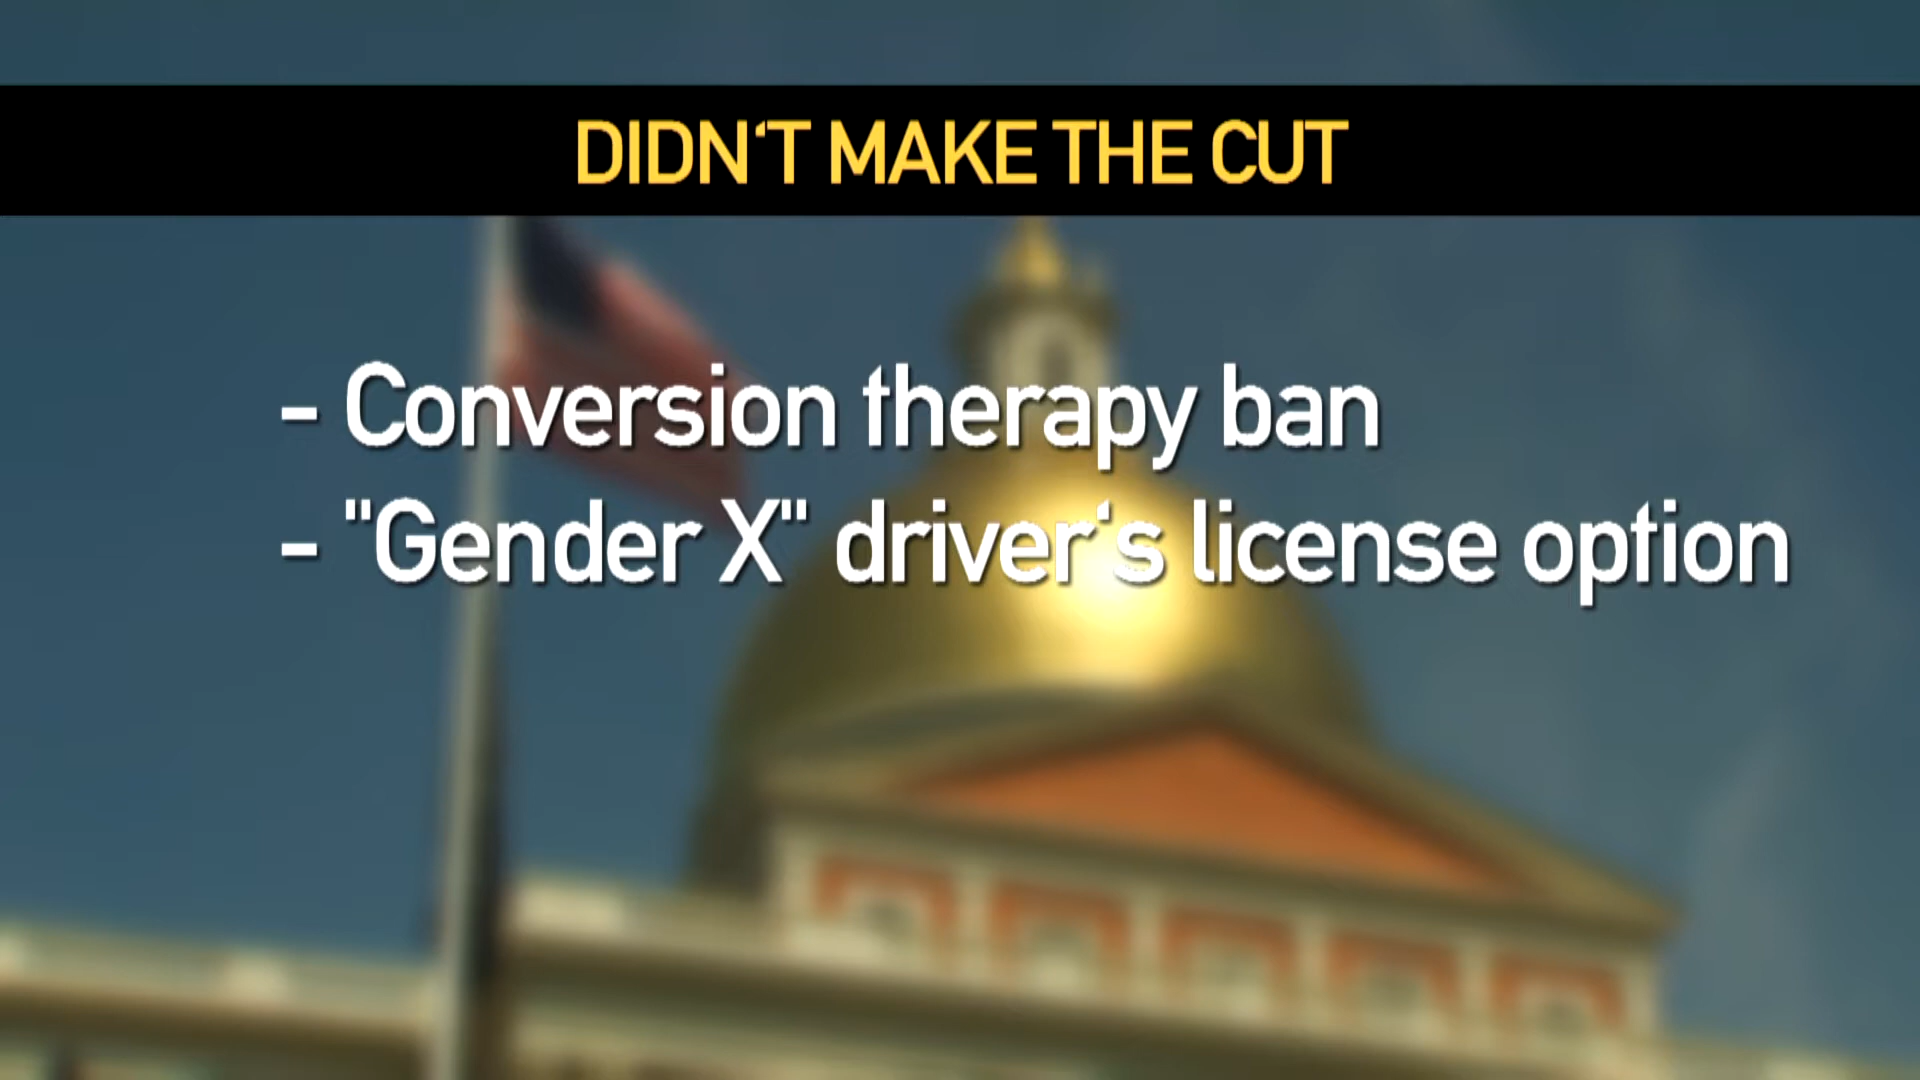 DIDN'T MAKE THE CUT
- Conversion therapy ban
- "Gender X" driver's license option